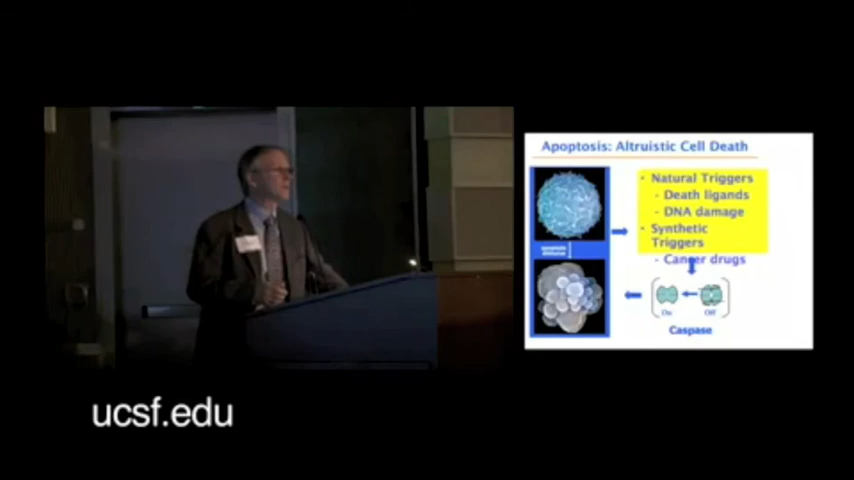 Apoptosis: Altruistic Cell Death
• Natural Triggers
- Death ligands
- DNA damage
• Synthetic
Triggers
- Cancer drugs
On
Off
Caspase
ucsf.edu